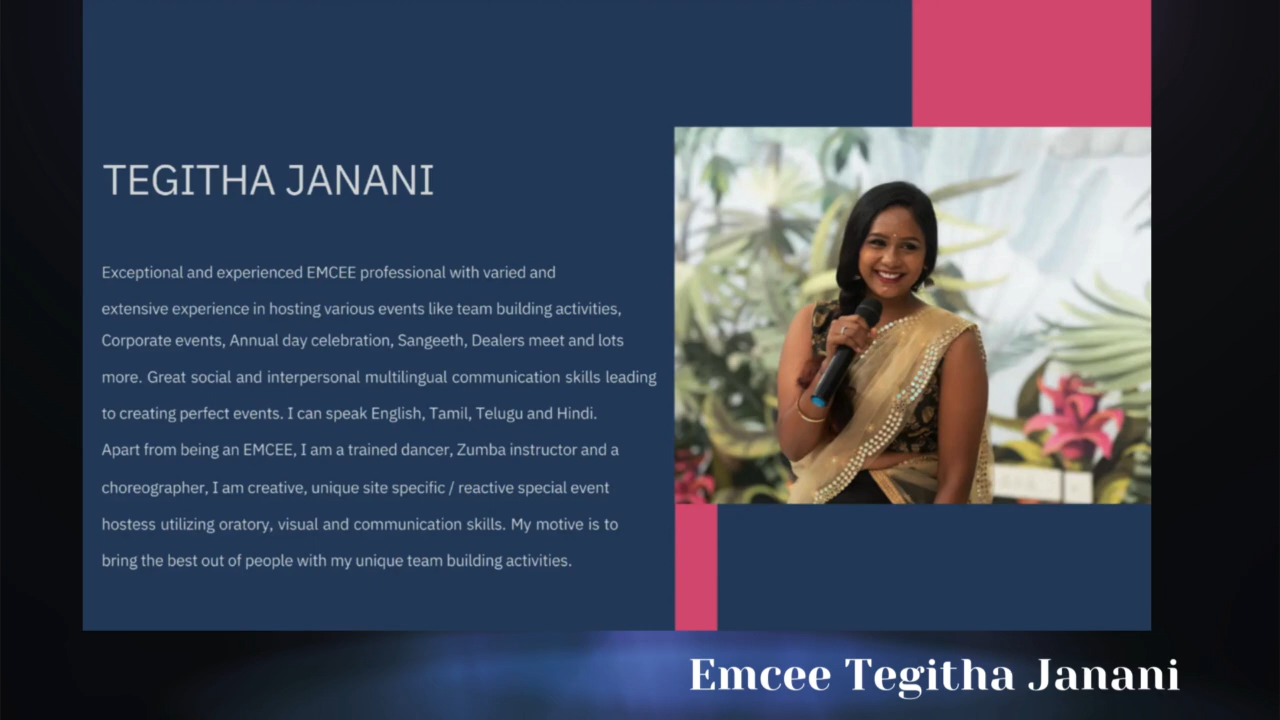 TEGITHA JANANI
Exceptional and experienced EMCEE professional with varied and
extensive experience in hosting various events like team building activities,
Corporate events, Annual day celebration, Sangeeth, Dealers meet and lots
more. Great social and interpersonal multilingual communication skills leading
to creating perfect events. I can speak English, Tamil, Telugu and Hindi.
Apart from being an EMCEE, I am a trained dancer, Zumba instructor and a
choreographer, I am creative, unique site specific / reactive special event
hostess utilizing oratory, visual and communication skills. My motive is to
bring the best out of people with my unique team building activities.
Emcee Tegitha Janani